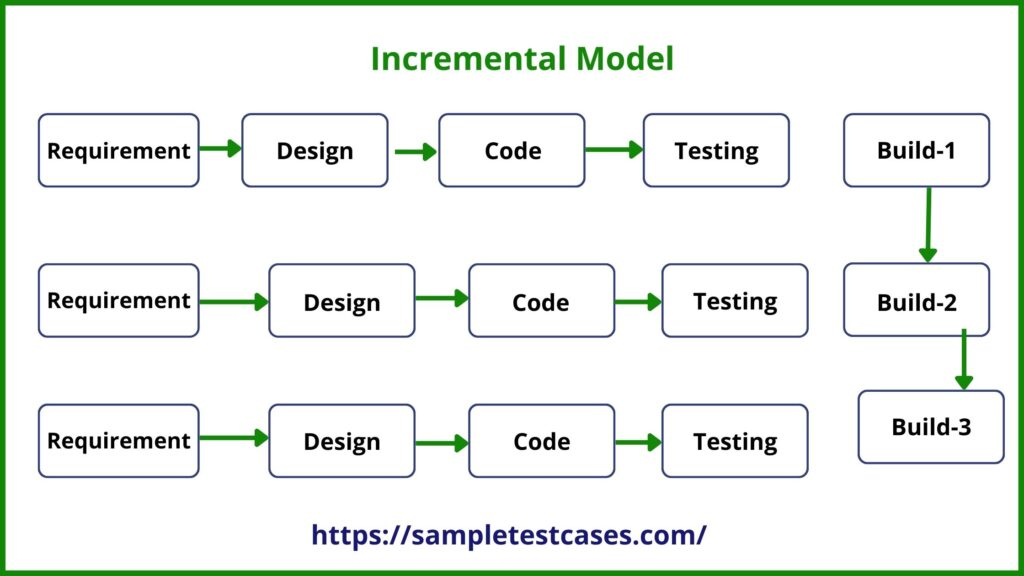 Incremental Model
Requirement
Design
Code
Testing
Build-1
Requirement
Design
Code
Testing
Build-2
Requirement
Design
Code
Testing
Build-3
https://sampletestcases.com/